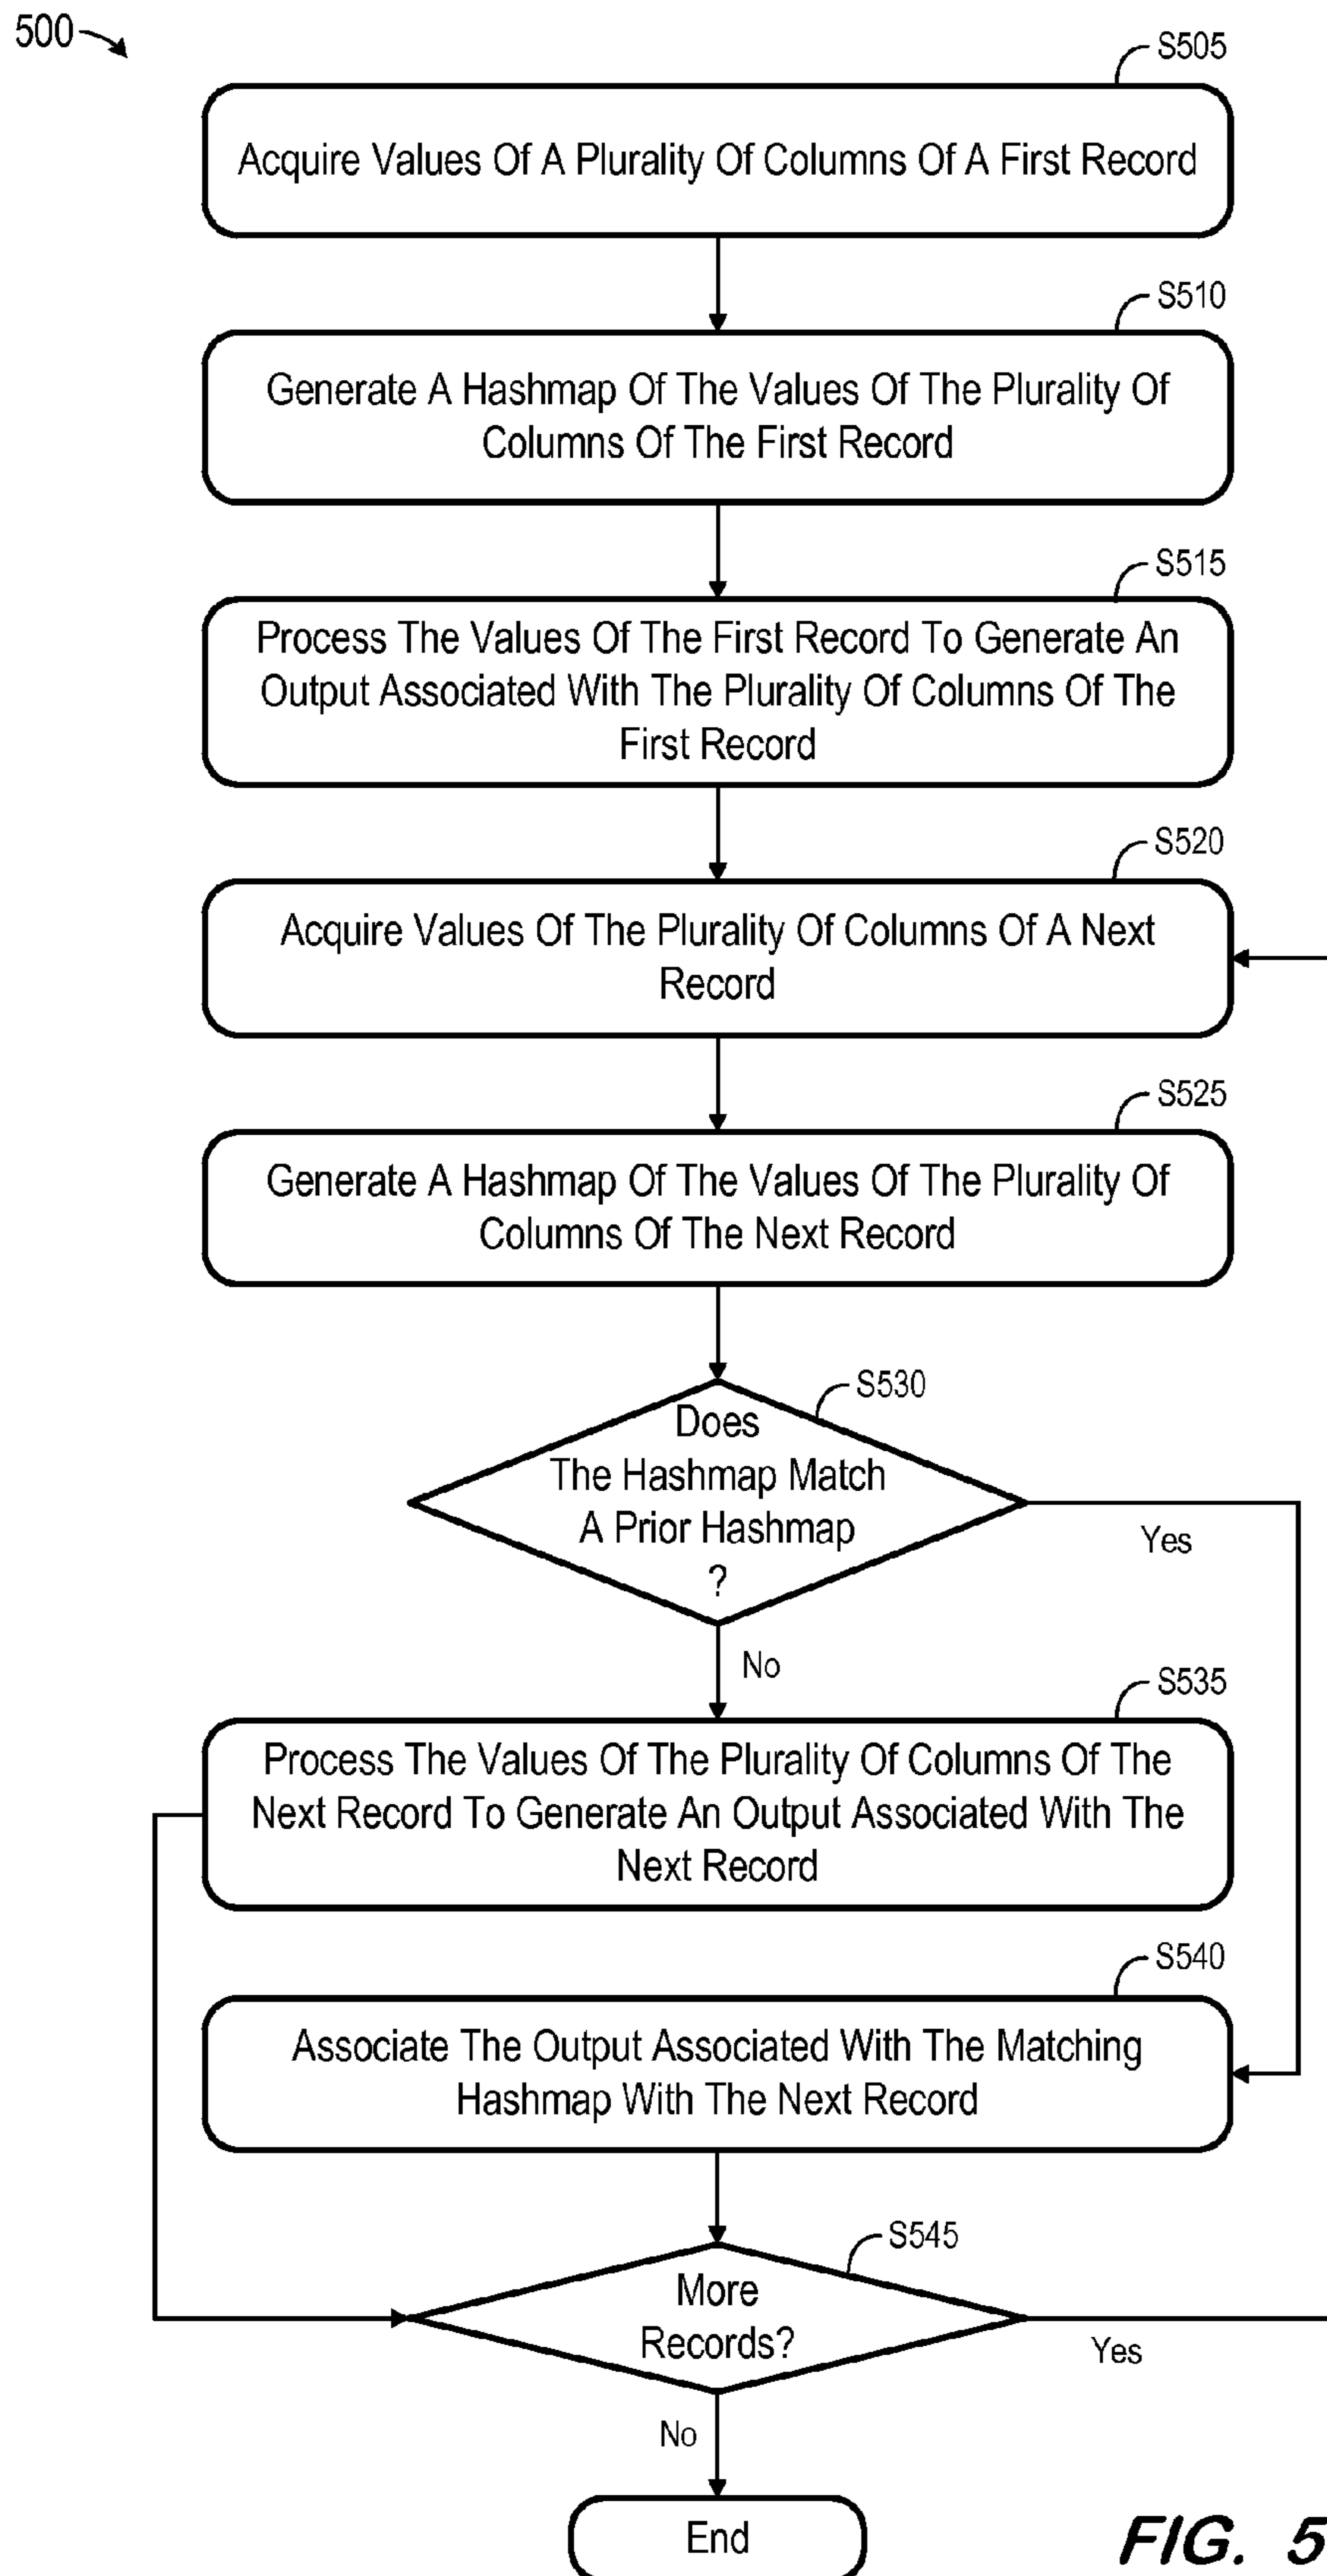 500
S505
Acquire Values Of A Plurality Of Columns Of A First Record
S510
Generate A Hashmap Of The Values Of The Plurality Of
Columns Of The First Record
S515
Process The Values Of The First Record To Generate An
Output Associated With The Plurality Of Columns Of The
First Record
S520
Acquire Values Of The Plurality Of Columns Of A Next
Record
S525
Generate A Hashmap Of The Values Of The Plurality Of
Columns Of The Next Record
S530
Does
The Hashmap Match
A Prior Hashmap
?
Yes
No
S535
Process The Values Of The Plurality Of Columns Of The
Next Record To Generate An Output Associated With The
Next Record
S540
Associate The Output Associated With The Matching
Hashmap With The Next Record
S545
More
Records?
Yes
No
End
FIG. 5